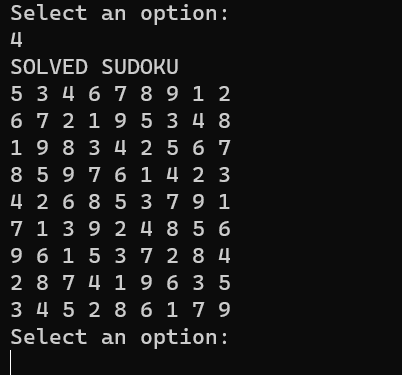 Select an option:
4
SOLVED SUDOKU
5 3 4 6 7 8 9 1 2
6 7 2 1 9 5 3 4 8
1 9 8 3 4 2 5 6 7
8 5 9 7 6 1 4 2 3
4 2 6 8 5 3 7 9 1
7 1 3 9 2 4 8 5 6
9 6 1 5 3 7 2 8 4
2 8 7 4 1 9 6 3 5
3 4 5 2 8 6 1 7 9
Select an option: